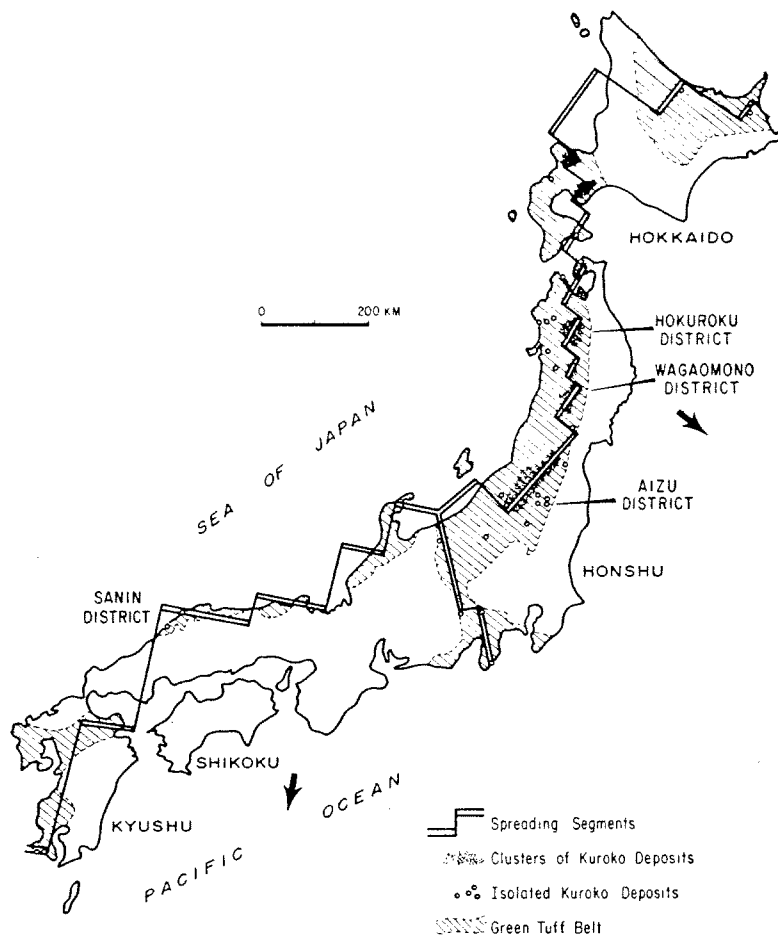 HOKKAIDO
0 200 KM
HOKUROKU
DISTRICT
WAGAOMONO
DISTRICT
SEA OF JAPAN
AIZU
DISTRICT
HONSHU
SANIN
DISTRICT
SHIKOKU
KYUSHU
PACIFIC OCEAN
Spreading Segments
Clusters of Kuroko Deposits
Isolated Kuroko Deposits
Green Tuff Belt